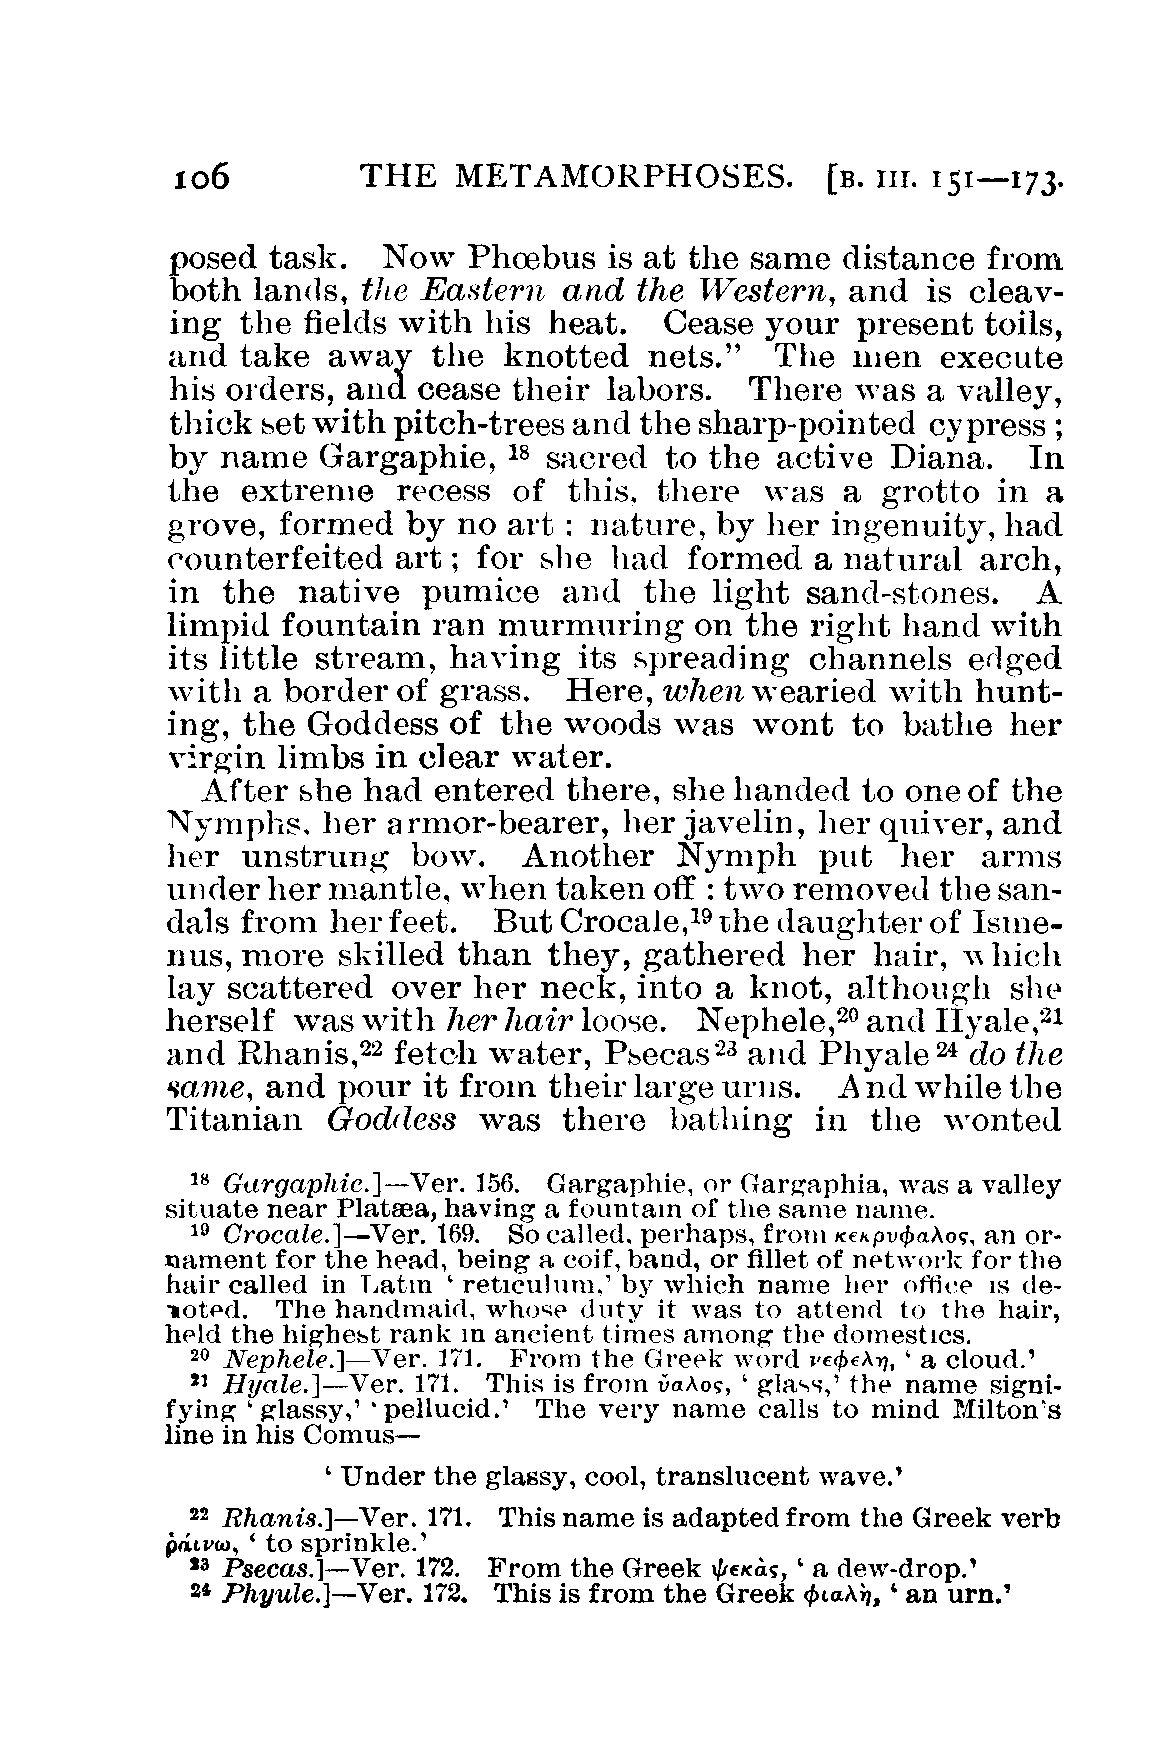 106 THE METAMORPHOSES. [B. III. 151—173.
posed task. Now Phœbus is at the same distance from
both lands, the Eastern and the Western, and is cleav-
ing the fields with his heat. Cease your present toils,
and take away the knotted nets.” The men execute
his orders, and cease their labors. There was a valley,
thick set with pitch-trees and the sharp-pointed cypress ;
by name Gargaphie, ¹⁸ sacred to the active Diana. In
the extreme recess of this, there was a grotto in a
grove, formed by no art : nature, by her ingenuity, had
counterfeited art ; for she had formed a natural arch,
in the native pumice and the light sand-stones. A
limpid fountain ran murmuring on the right hand with
its little stream, having its spreading channels edged
with a border of grass. Here, when wearied with hunt-
ing, the Goddess of the woods was wont to bathe her
virgin limbs in clear water.
After she had entered there, she handed to one of the
Nymphs, her armor-bearer, her javelin, her quiver, and
her unstrung bow. Another Nymph put her arms
under her mantle, when taken off : two removed the san-
dals from her feet. But Crocale,¹⁹ the daughter of Isme-
nus, more skilled than they, gathered her hair, which
lay scattered over her neck, into a knot, although she
herself was with her hair loose. Nephele,²⁰ and Hyale,²¹
and Rhanis,²² fetch water, Psecas²³ and Phyale²⁴ do the
same, and pour it from their large urns. And while the
Titanian Goddess was there bathing in the wonted
¹⁸ Gargaphie.]—Ver. 156. Gargaphie, or Gargaphia, was a valley
situate near Platæa, having a fountain of the same name.
¹⁹ Crocale.]—Ver. 169. So called, perhaps, from κεκρυφαλος, an or-
nament for the head, being a coif, band, or fillet of network for the
hair called in Latin ‘ reticulum,’ by which name her office is de-
noted. The handmaid, whose duty it was to attend to the hair,
held the highest rank in ancient times among the domestics.
²⁰ Nephele.]—Ver. 171. From the Greek word νεφελη, ‘ a cloud.’
²¹ Hyale.]—Ver. 171. This is from ὕαλος, ‘ glass,’ the name signi-
fying ‘ glassy,’ ‘ pellucid.’ The very name calls to mind Milton's
line in his Comus—
‘ Under the glassy, cool, translucent wave.’
²² Rhanis.]—Ver. 171. This name is adapted from the Greek verb
ῥάινω, ‘ to sprinkle.’
²³ Psecas.]—Ver. 172. From the Greek ψεκὰς, ‘ a dew-drop.’
²⁴ Phyule.]—Ver. 172. This is from the Greek φιαλὴ, ‘ an urn.’